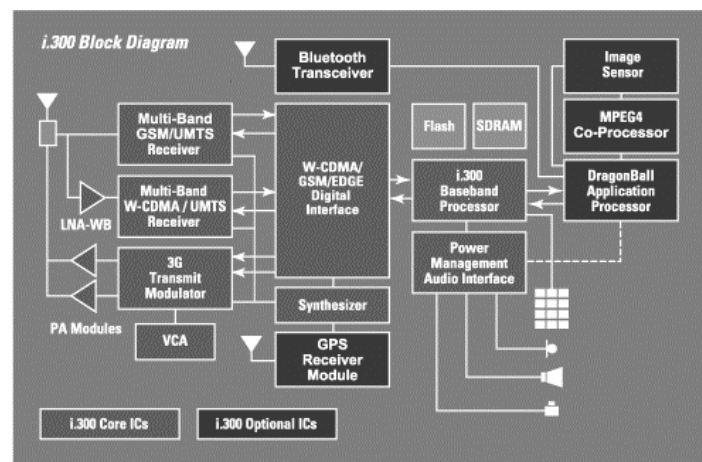 i.300 Block Diagram
Bluetooth
Transceiver
Image
Sensor
Multi-Band
GSM/UMTS
Receiver
MPEG4
Co-Processor
Flash
SDRAM
W-CDMA/
GSM/EDGE
Digital
Interface
i.300
Baseband
Processor
DragonBall
Application
Processor
Multi-Band
W-CDMA / UMTS
Receiver
LNA-WB
3G
Transmit
Modulator
Power
Management
Audio Interface
Synthesizer
PA Modules
VCA
GPS
Receiver
Module
i.300 Core ICs
i.300 Optional ICs